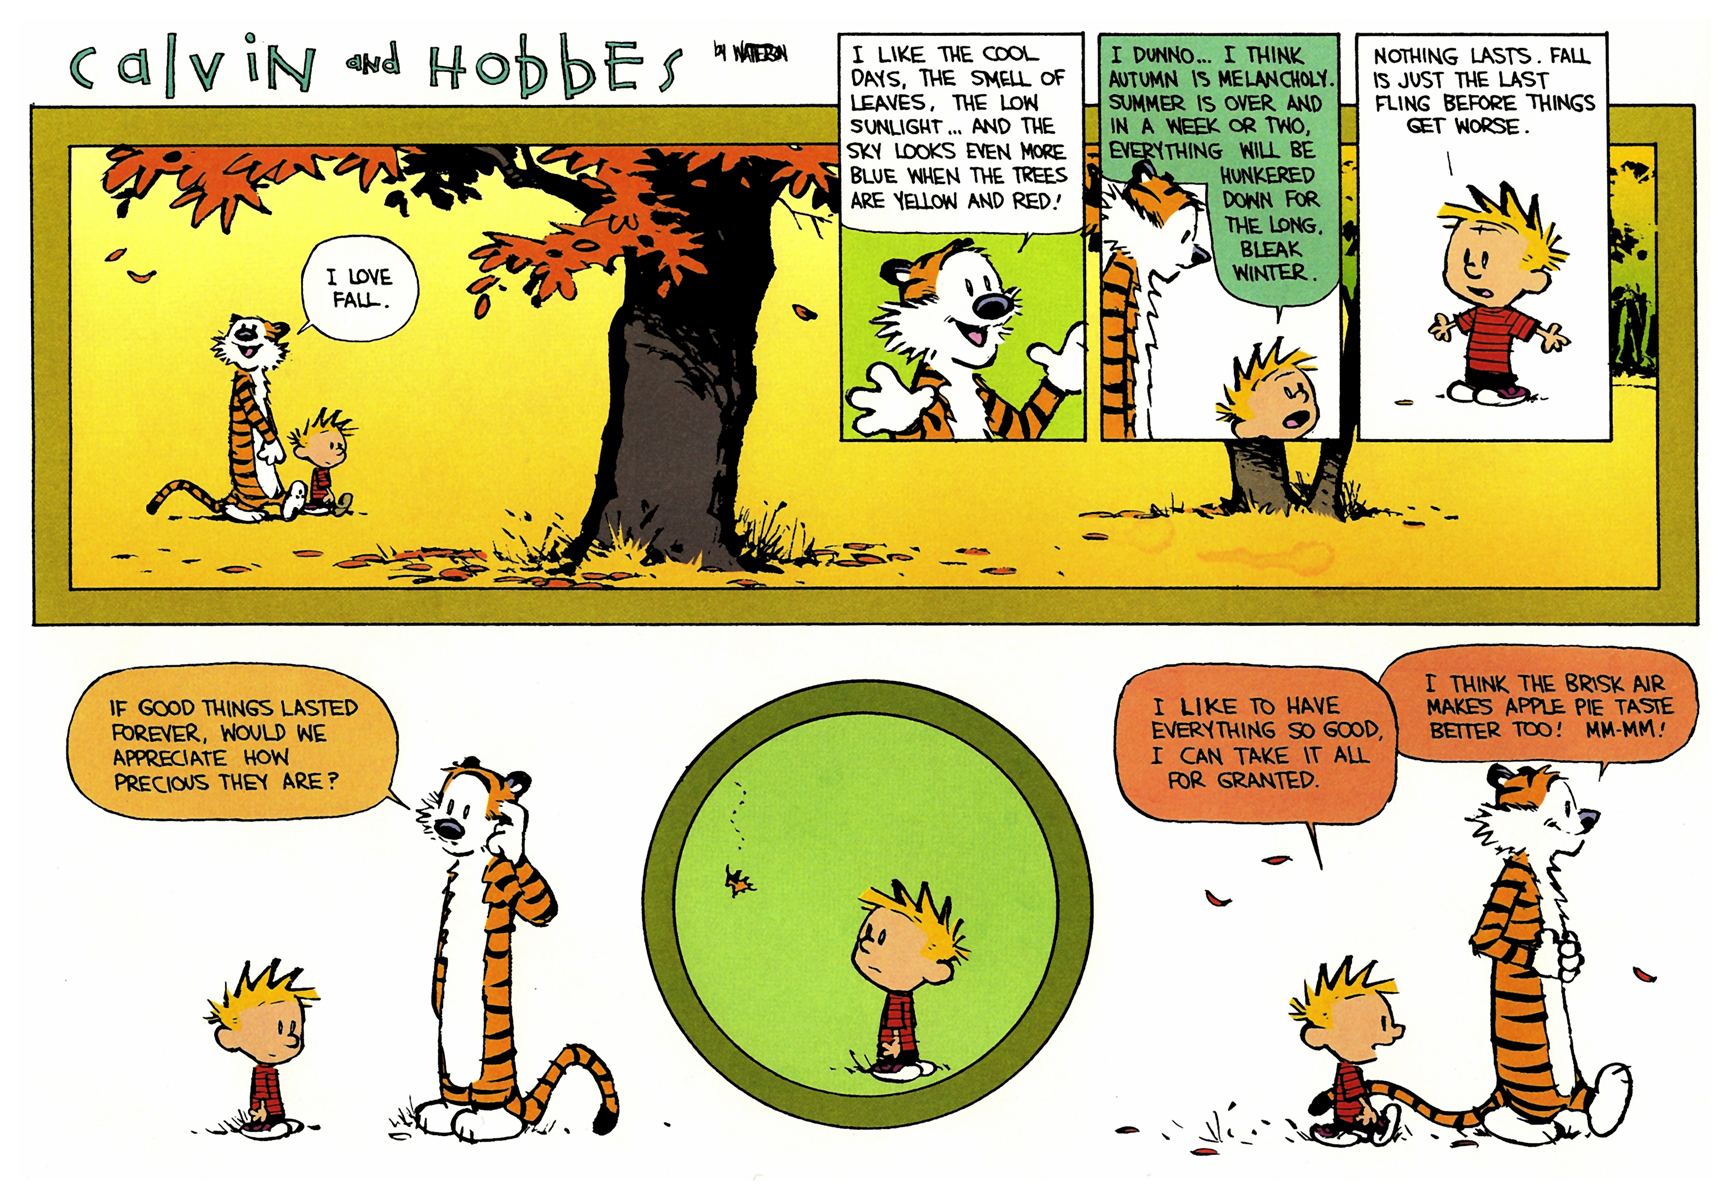 Calvin and Hobbes
by WATTERSON
I LOVE
FALL.
I LIKE THE COOL
DAYS, THE SMELL OF
LEAVES, THE LOW
SUNLIGHT... AND THE
SKY LOOKS EVEN MORE
BLUE WHEN THE TREES
ARE YELLOW AND RED!
I DUNNO... I THINK
AUTUMN IS MELANCHOLY.
SUMMER IS OVER AND
IN A WEEK OR TWO,
EVERYTHING WILL BE
HUNKERED
DOWN FOR
THE LONG,
BLEAK
WINTER.
NOTHING LASTS. FALL
IS JUST THE LAST
FLING BEFORE THINGS
GET WORSE.
IF GOOD THINGS LASTED
FOREVER, WOULD WE
APPRECIATE HOW
PRECIOUS THEY ARE?
I LIKE TO HAVE
EVERYTHING SO GOOD,
I CAN TAKE IT ALL
FOR GRANTED.
I THINK THE BRISK AIR
MAKES APPLE PIE TASTE
BETTER TOO! MM-MM!